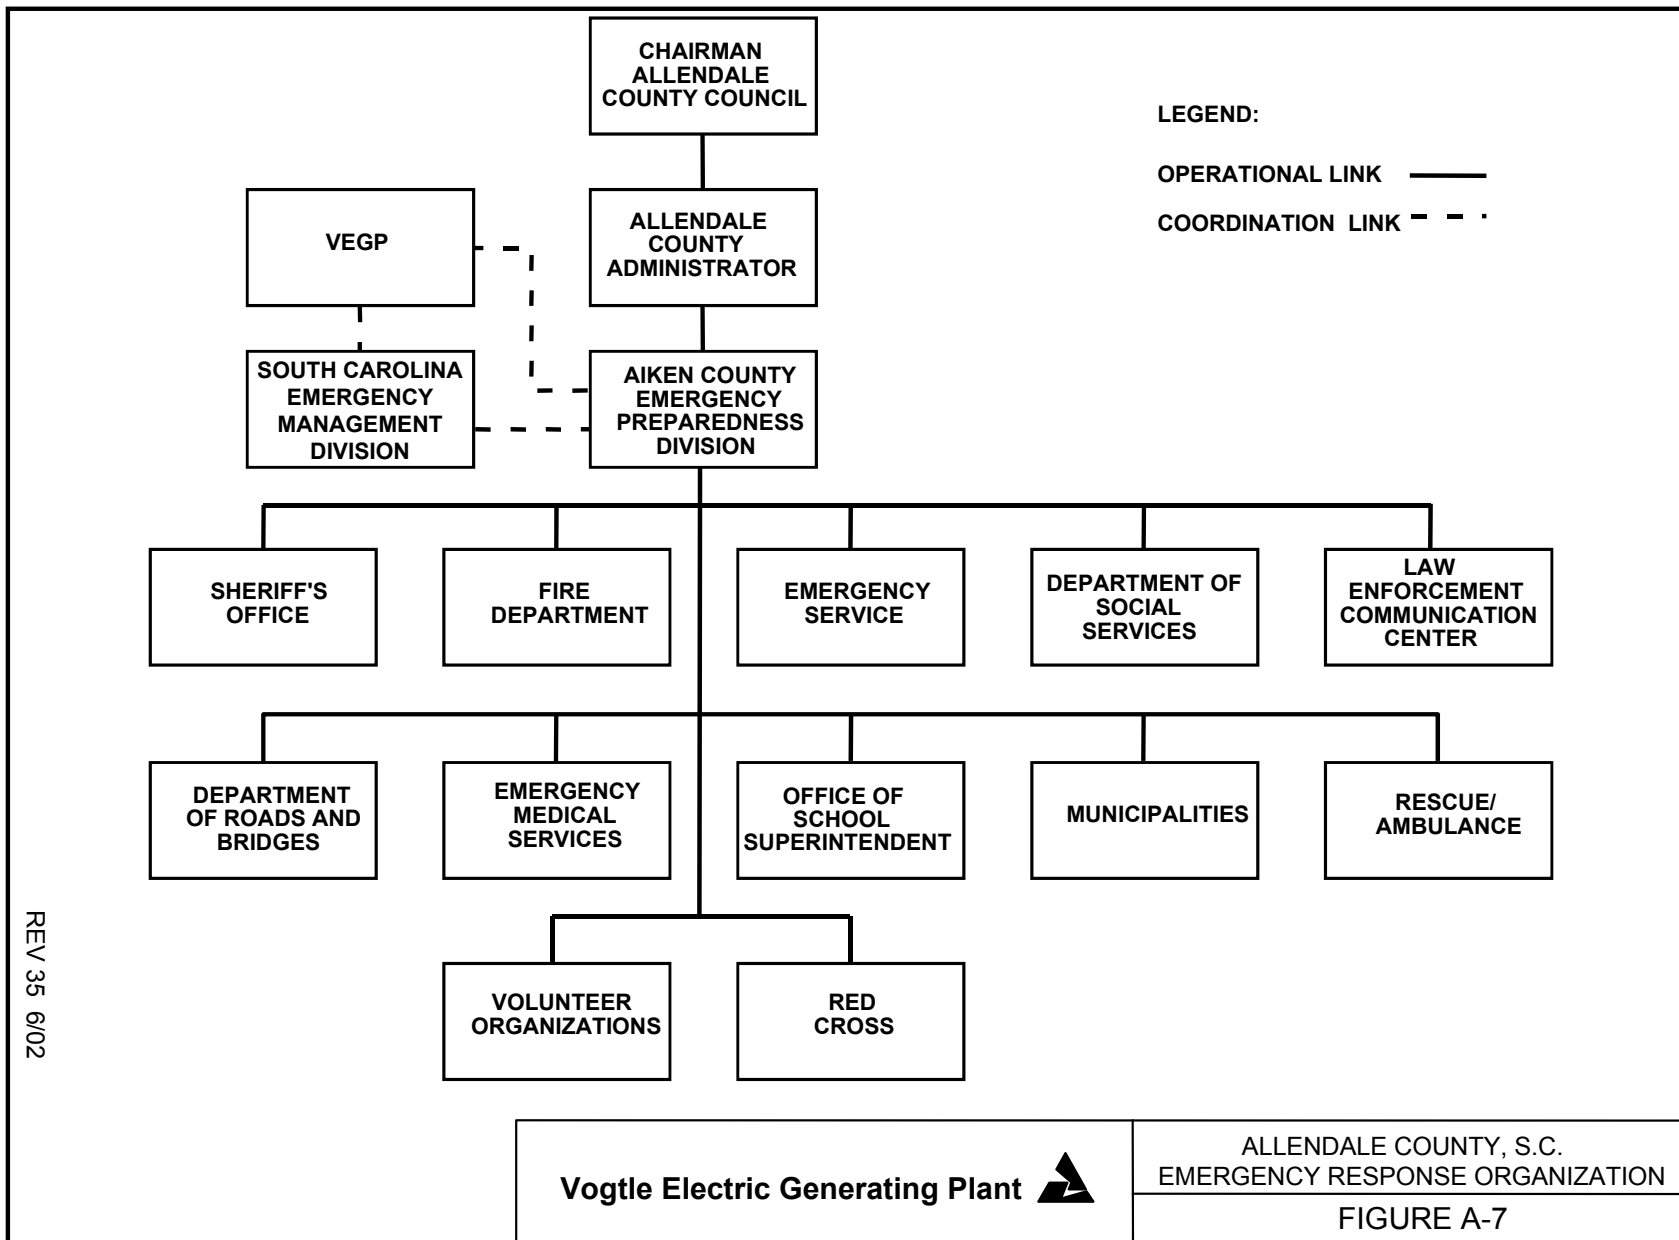 CHAIRMAN
ALLENDALE
COUNTY COUNCIL
LEGEND:
OPERATIONAL LINK
COORDINATION LINK
VEGP
ALLENDALE
COUNTY
ADMINISTRATOR
SOUTH CAROLINA
EMERGENCY
MANAGEMENT
DIVISION
AIKEN COUNTY
EMERGENCY
PREPAREDNESS
DIVISION
SHERIFF'S
OFFICE
FIRE
DEPARTMENT
EMERGENCY
SERVICE
DEPARTMENT OF
SOCIAL
SERVICES
LAW
ENFORCEMENT
COMMUNICATION
CENTER
DEPARTMENT
OF ROADS AND
BRIDGES
EMERGENCY
MEDICAL
SERVICES
OFFICE OF
SCHOOL
SUPERINTENDENT
MUNICIPALITIES
RESCUE/
AMBULANCE
VOLUNTEER
ORGANIZATIONS
RED
CROSS
REV 35 6/02
Vogtle Electric Generating Plant
ALLENDALE COUNTY, S.C.
EMERGENCY RESPONSE ORGANIZATION
FIGURE A-7